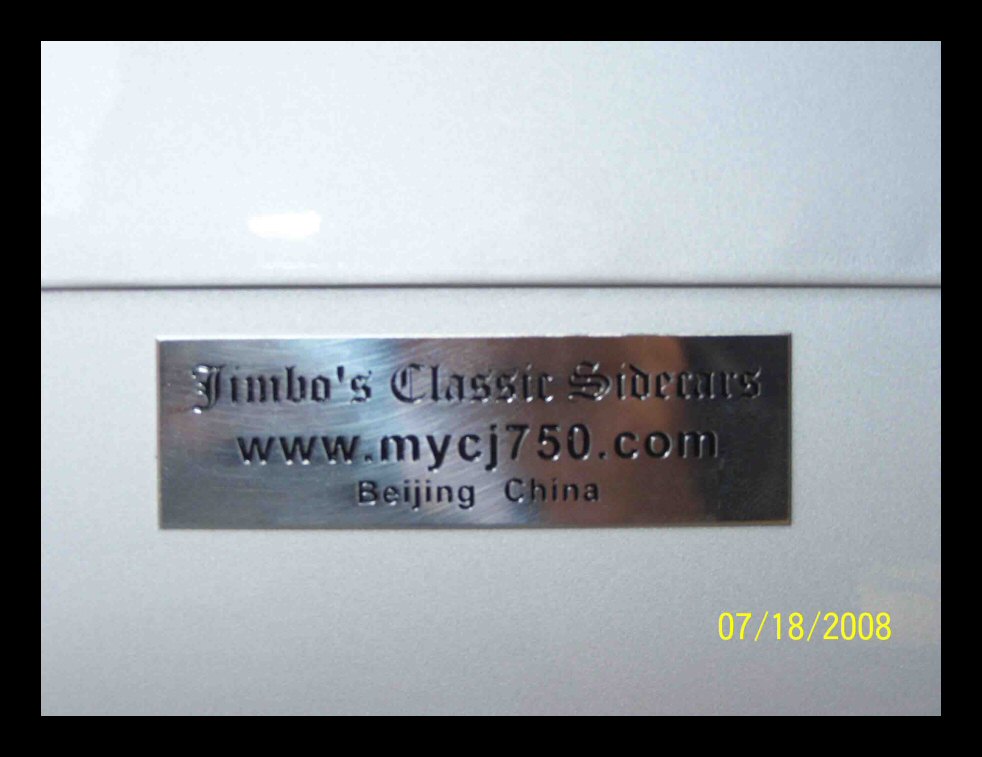 Jimbo's Classic Sidecars
www.mycj750.com
Beijing China
07/18/2008